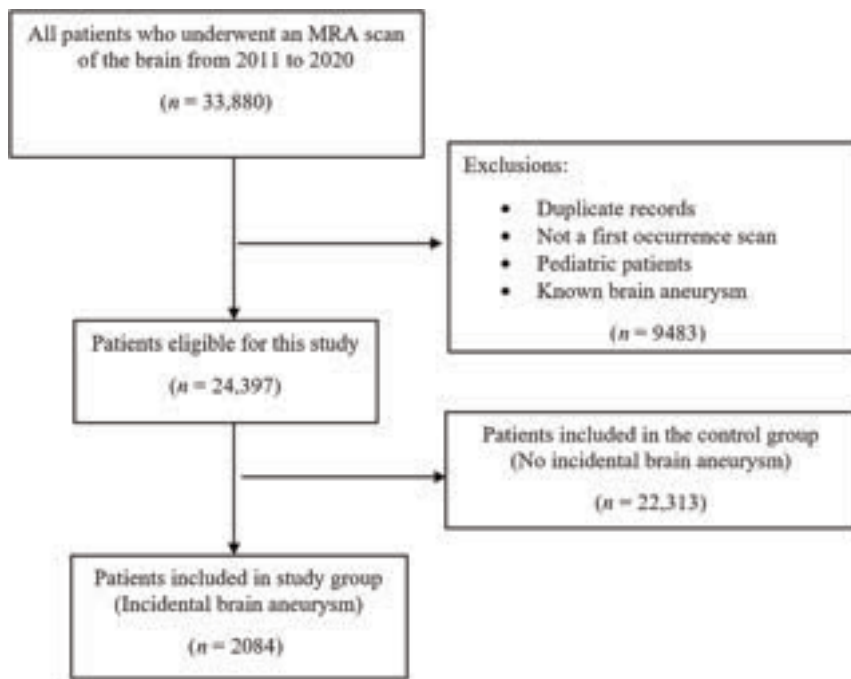 All patients who underwent an MRA scan
of the brain from 2011 to 2020
(n = 33,880)
Exclusions:
• Duplicate records
• Not a first occurrence scan
• Pediatric patients
• Known brain aneurysm
(n = 9483)
Patients eligible for this study
(n = 24,397)
Patients included in the control group
(No incidental brain aneurysm)
(n = 22,313)
Patients included in study group
(Incidental brain aneurysm)
(n = 2084)